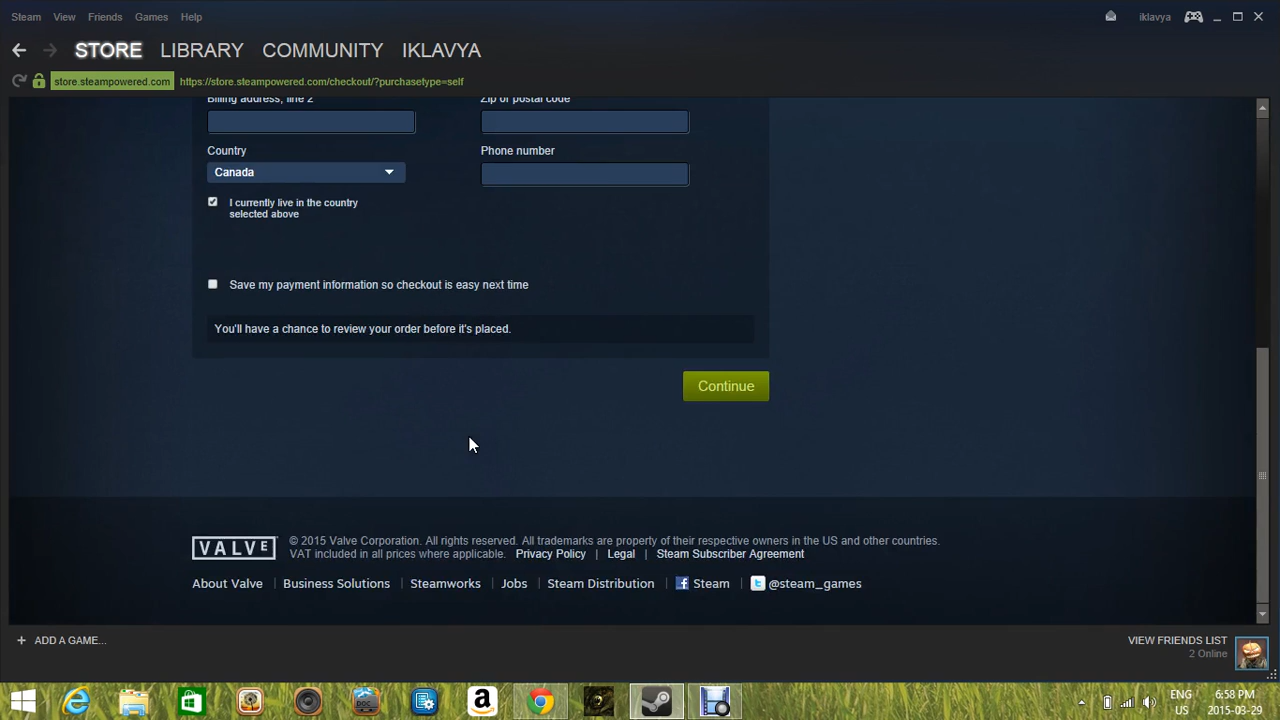 Steam View Friends Games Help iklavya
STORE LIBRARY COMMUNITY IKLAVYA
store.steampowered.com https://store.steampowered.com/checkout/?purchasetype=self
Billing address, line 2 Zip or postal code
Country Phone number
Canada
I currently live in the country
selected above
Save my payment information so checkout is easy next time
You'll have a chance to review your order before it's placed.
Continue
VALVE © 2015 Valve Corporation. All rights reserved. All trademarks are property of their respective owners in the US and other countries.
VAT included in all prices where applicable. Privacy Policy | Legal | Steam Subscriber Agreement
About Valve | Business Solutions | Steamworks | Jobs | Steam Distribution | Steam | @steam_games
+ ADD A GAME... VIEW FRIENDS LIST
2 Online
DOC
ENG 6:58 PM
US 2015-03-29